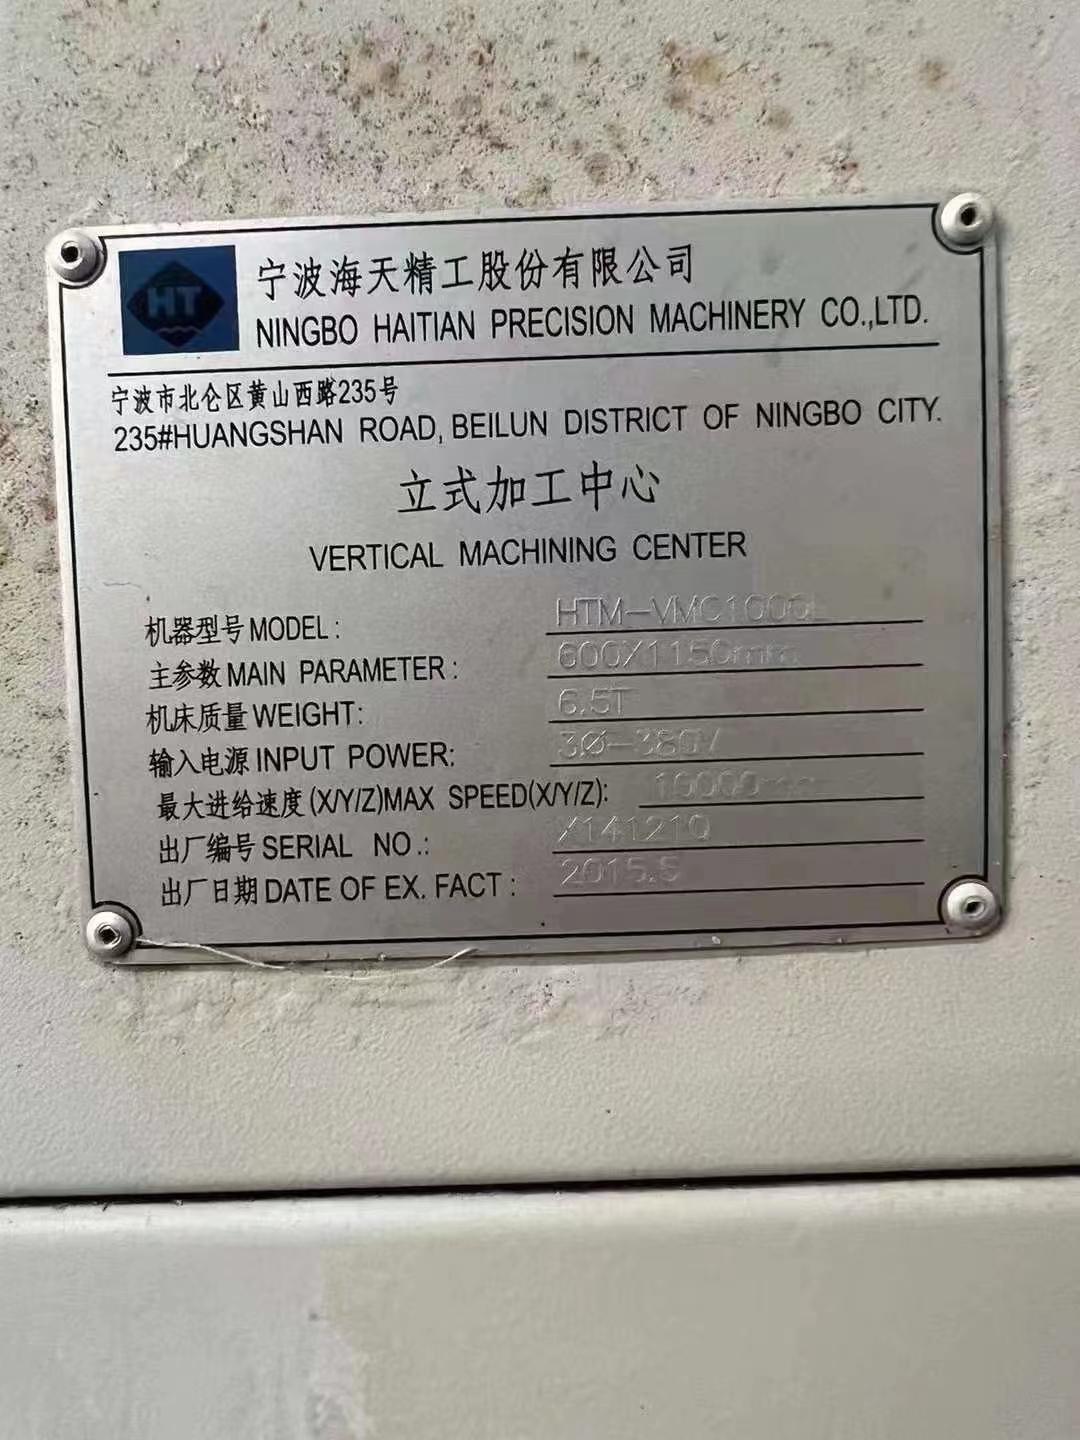 HT
宁波海天精工股份有限公司
NINGBO HAITIAN PRECISION MACHINERY CO.,LTD.
宁波市北仑区黄山西路235号
235#HUANGSHAN ROAD, BEILUN DISTRICT OF NINGBO CITY.
立式加工中心
VERTICAL MACHINING CENTER
机器型号 MODEL:
主参数 MAIN PARAMETER: 600X1150mm
机床质量 WEIGHT: 6.5T
输入电源 INPUT POWER: 3Ø-380V
最大进给速度(X/Y/Z)MAX SPEED(X/Y/Z):
出厂编号 SERIAL NO.:
出厂日期 DATE OF EX. FACT: 2015.5